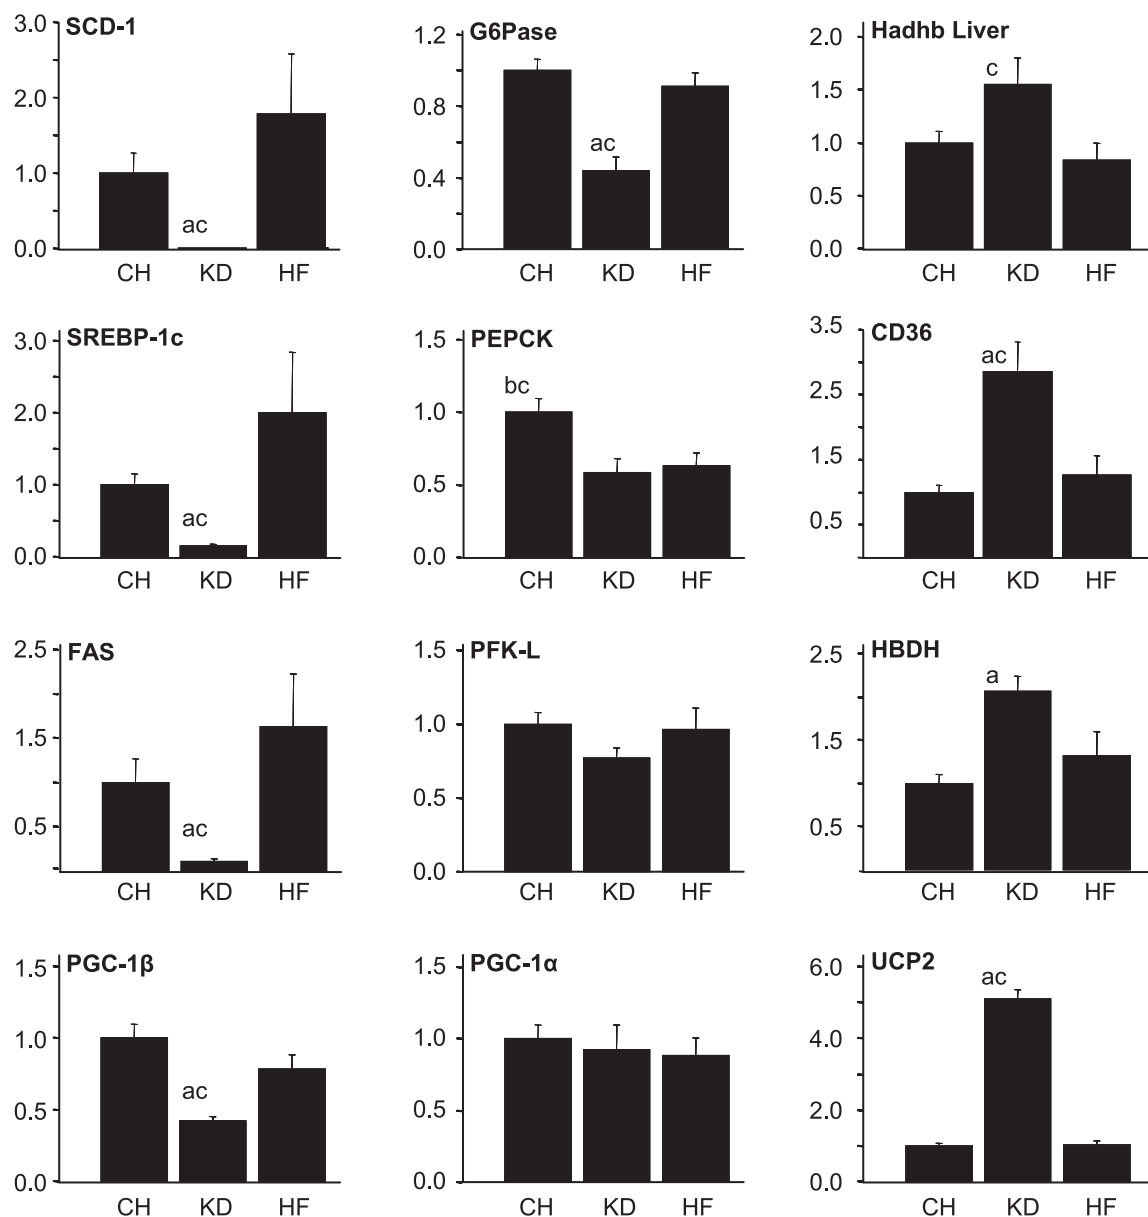 SCD-1
3.0
2.0
1.0
0.0
ac
CH KD HF
G6Pase
1.2
0.8
0.4
0.0
ac
CH KD HF
Hadhb Liver
2.0
1.5
1.0
0.5
0.0
c
CH KD HF
SREBP-1c
3.0
2.0
1.0
0.0
ac
CH KD HF
PEPCK
1.5
1.0
0.5
0.0
bc
CH KD HF
CD36
3.5
2.5
1.5
0.5
ac
CH KD HF
FAS
2.5
1.5
0.5
ac
CH KD HF
PFK-L
1.5
1.0
0.5
0.0
CH KD HF
HBDH
2.5
1.5
0.5
a
CH KD HF
PGC-1β
1.5
1.0
0.5
0.0
ac
CH KD HF
PGC-1α
1.5
1.0
0.5
0.0
CH KD HF
UCP2
6.0
4.0
2.0
0.0
ac
CH KD HF